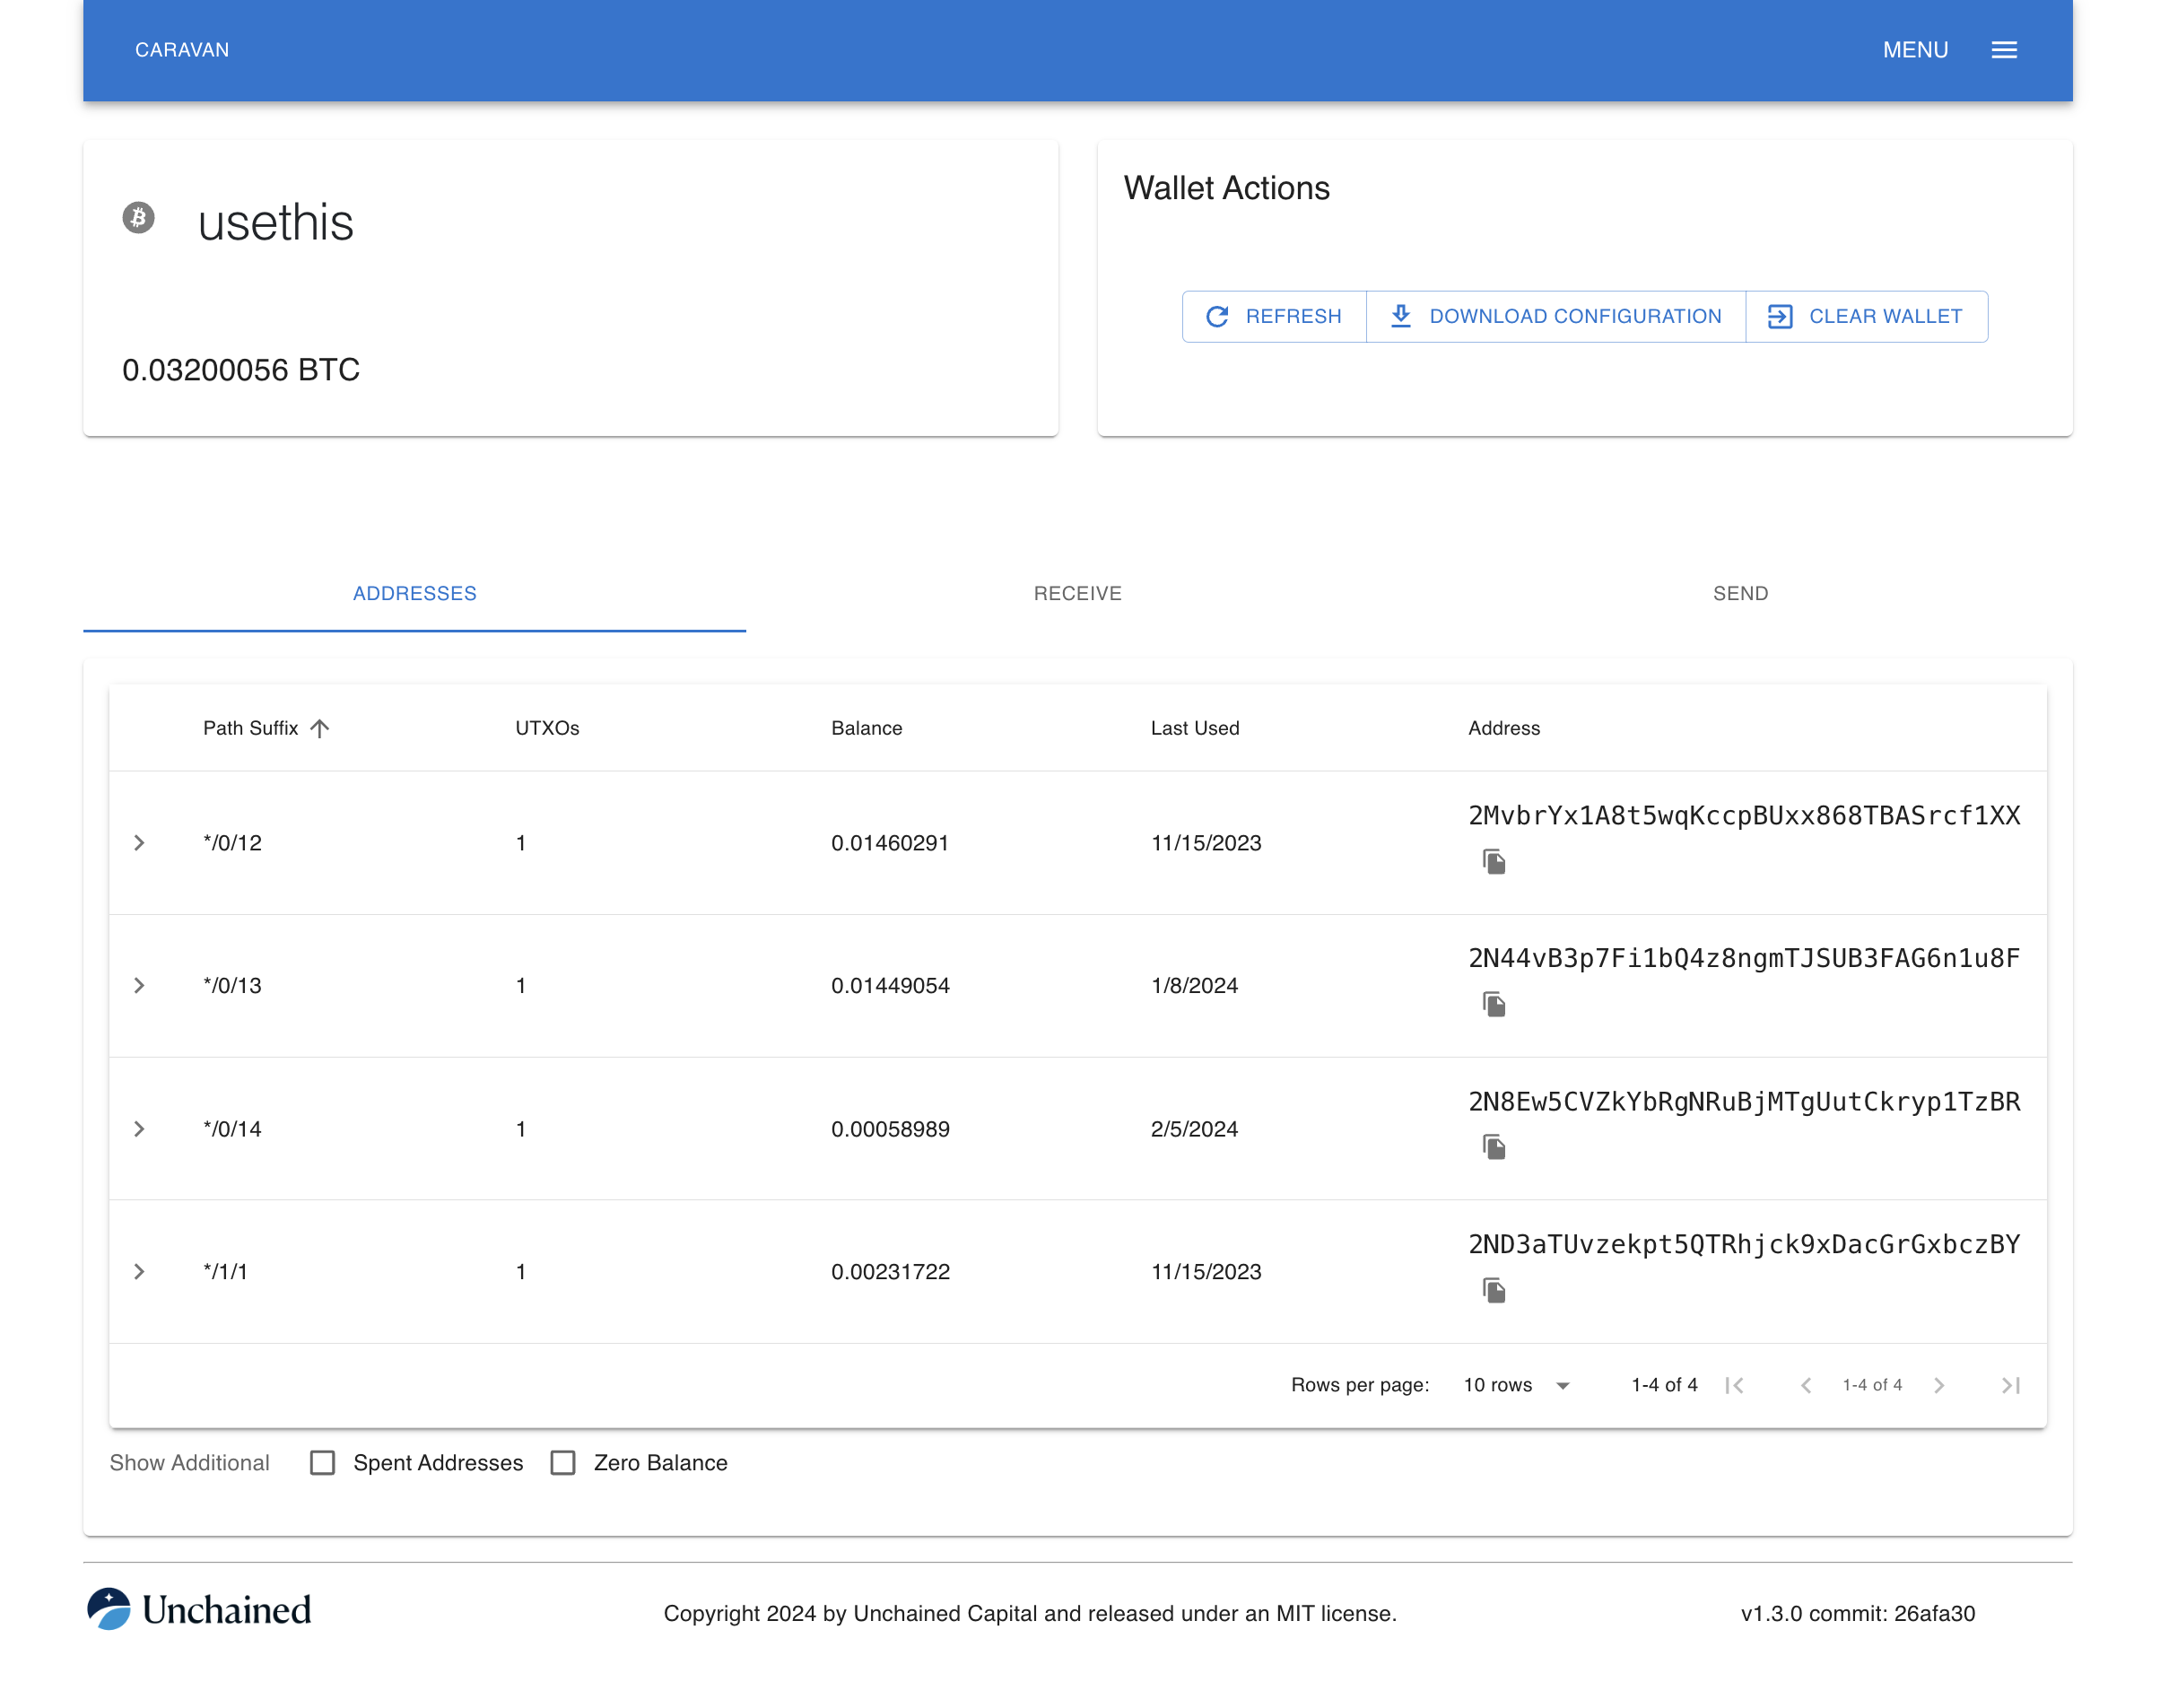 CARAVAN
MENU
usethis
0.03200056 BTC
Wallet Actions
REFRESH
DOWNLOAD CONFIGURATION
CLEAR WALLET
ADDRESSES
RECEIVE
SEND
Path Suffix UTXOs Balance Last Used Address
*/0/12 1 0.01460291 11/15/2023 2MvbrYx1A8t5wqKccpBUxx868TBASrcf1XX
*/0/13 1 0.01449054 1/8/2024 2N44vB3p7Fi1bQ4z8ngmTJSUB3FAG6n1u8F
*/0/14 1 0.00058989 2/5/2024 2N8Ew5CVZkYbRgNRuBjMTgUutCkryp1TzBR
*/1/1 1 0.00231722 11/15/2023 2ND3aTUvzekpt5QTRhjck9xDacGrGxbczBY
Rows per page: 10 rows 1-4 of 4 1-4 of 4
Show Additional Spent Addresses Zero Balance
Unchained
Copyright 2024 by Unchained Capital and released under an MIT license.
v1.3.0 commit: 26afa30